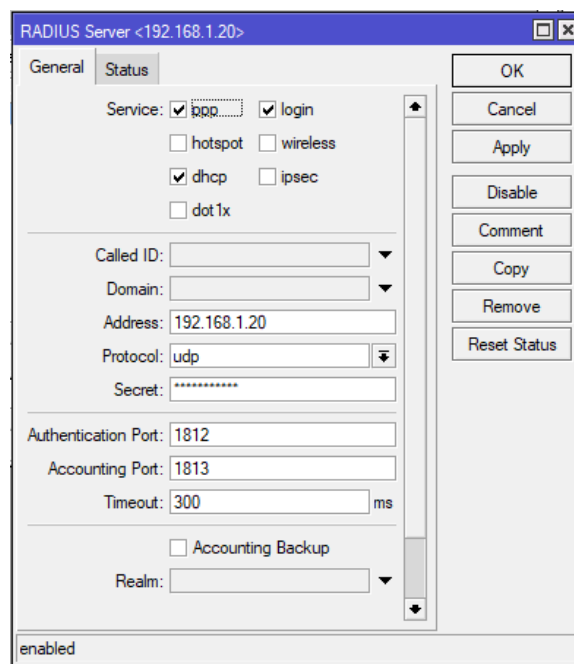 RADIUS Server <192.168.1.20>
General Status
Service: ppp login
hotspot wireless
dhcp ipsec
dot1x
Called ID:
Domain:
Address: 192.168.1.20
Protocol: udp
Secret: ***********
Authentication Port: 1812
Accounting Port: 1813
Timeout: 300 ms
Accounting Backup
Realm:
enabled
OK
Cancel
Apply
Disable
Comment
Copy
Remove
Reset Status